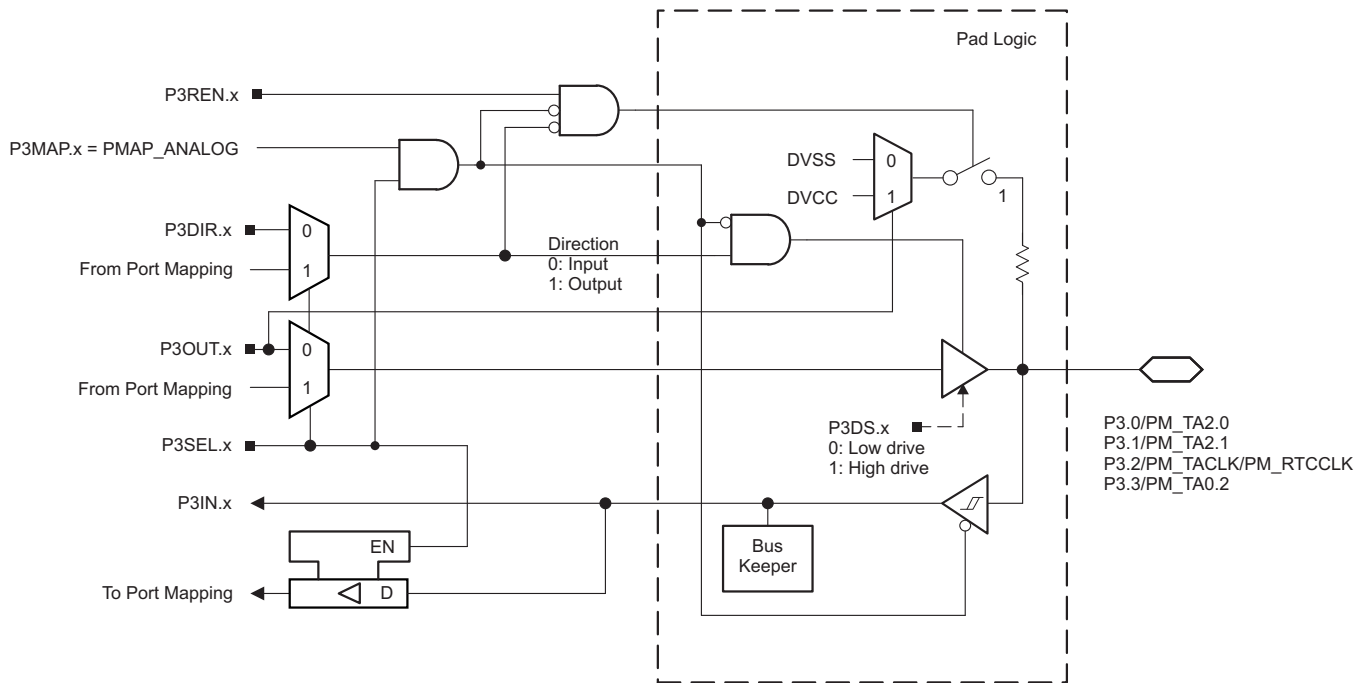 Pad Logic
P3REN.x
P3MAP.x = PMAP_ANALOG
DVSS
0
DVCC
1
1
P3DIR.x
0
From Port Mapping
1
Direction
0: Input
1: Output
P3OUT.x
0
From Port Mapping
1
P3SEL.x
P3DS.x
0: Low drive
1: High drive
P3.0/PM_TA2.0
P3.1/PM_TA2.1
P3.2/PM_TACLK/PM_RTCCLK
P3.3/PM_TA0.2
P3IN.x
EN
Bus
Keeper
To Port Mapping
D